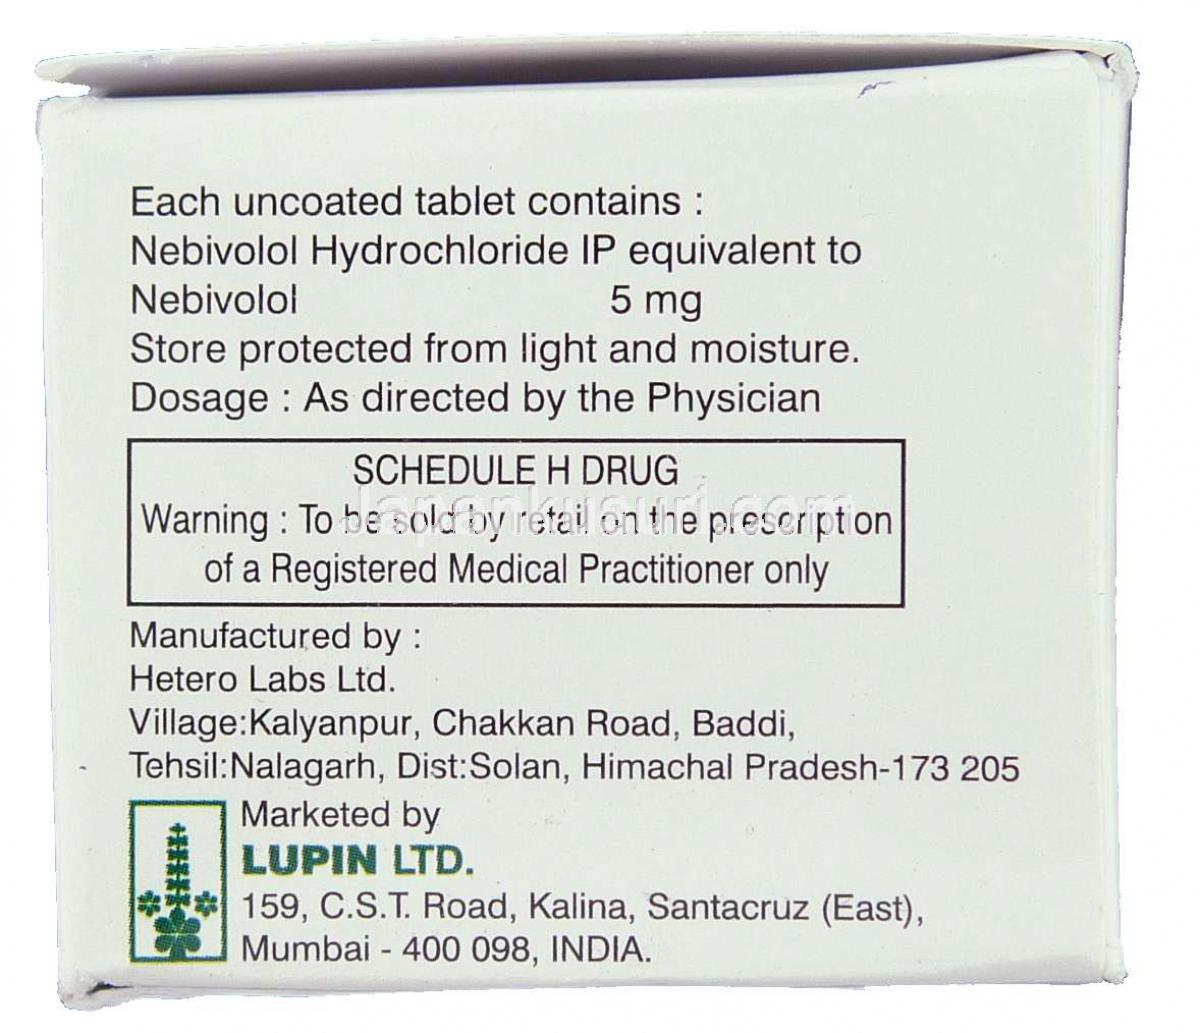 Each uncoated tablet contains :
Nebivolol Hydrochloride IP equivalent to
Nebivolol 5 mg
Store protected from light and moisture.
Dosage : As directed by the Physician
SCHEDULE H DRUG
Japankusuri.com
Warning : To be sold by retail on the prescription
of a Registered Medical Practitioner only
Manufactured by :
Hetero Labs Ltd.
Village:Kalyanpur, Chakkan Road, Baddi,
Tehsil:Nalagarh, Dist:Solan, Himachal Pradesh-173 205
Marketed by
LUPIN LTD.
159, C.S.T. Road, Kalina, Santacruz (East),
Mumbai - 400 098, INDIA.